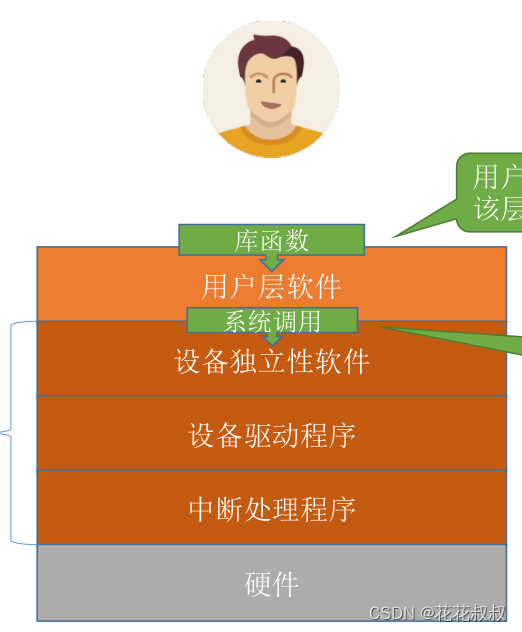 用户
该层
库函数
用户层软件
系统调用
设备独立性软件
设备驱动程序
中断处理程序
硬件
CSDN @花花叔叔